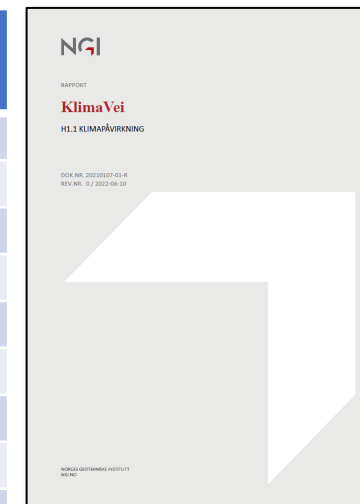 NGI
RAPPORT
KlimaVei
H1.1 KLIMAPÅVIRKNING
DOK.NR. 20210107-01-R
REV.NR. 0 / 2022-06-10
NORGES GEOTEKNISKE INSTITUTT
NGI.NO